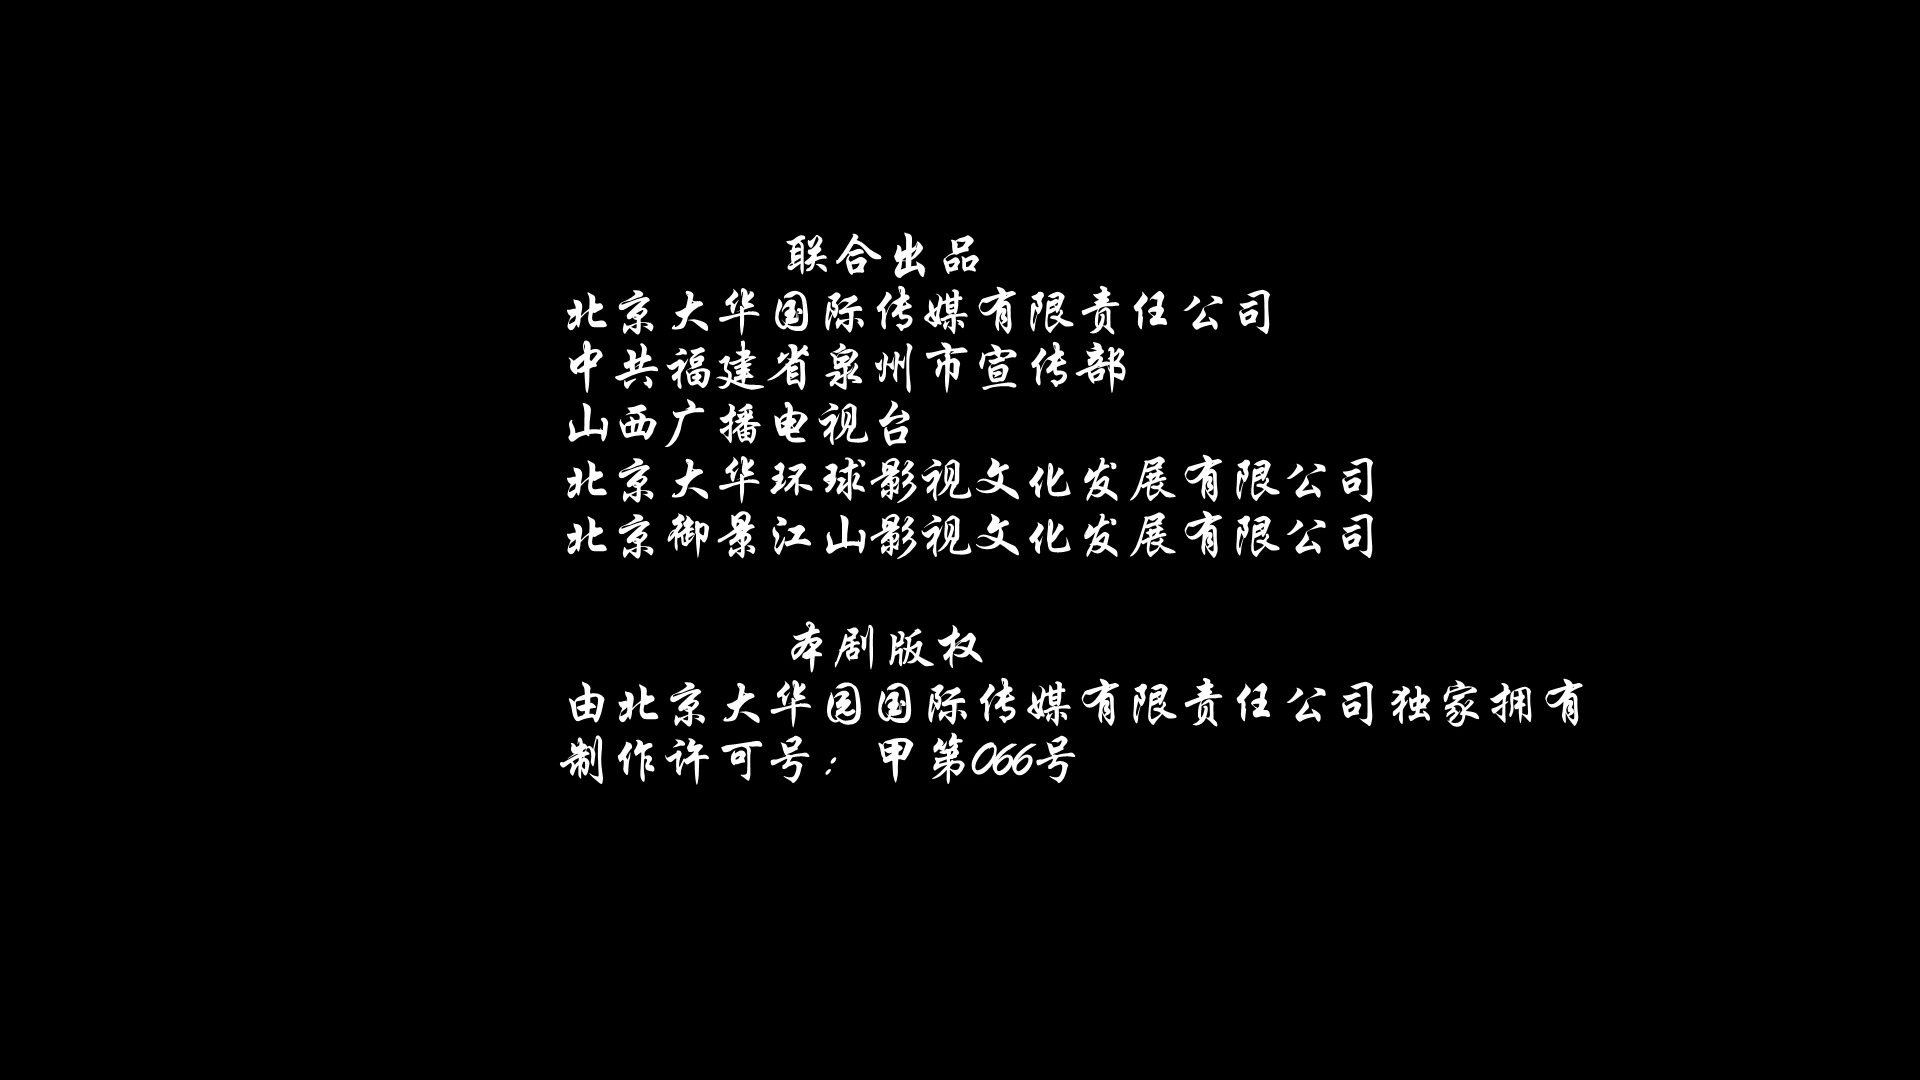 联合出品
北京大华国际传媒有限责任公司
中共福建省泉州市宣传部
山西广播电视台
北京大华环球影视文化发展有限公司
北京御景江山影视文化发展有限公司
本剧版权
由北京大华园国际传媒有限责任公司独家拥有
制作许可号：甲第066号